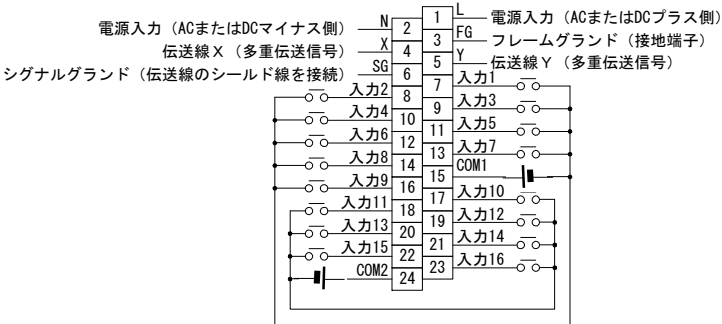 L 電源入力（ACまたはDCプラス側）
電源入力（ACまたはDCマイナス側） N 2 1
FG フレームグランド（接地端子）
伝送線X（多重伝送信号） X 4 3
Y 伝送線Y（多重伝送信号）
シグナルグランド（伝送線のシールド線を接続） SG 6 5
入力2 8 7 入力1
入力4 10 9 入力3
入力6 12 11 入力5
入力8 14 13 入力7
入力9 16 15 COM1
入力11 18 17 入力10
入力13 20 19 入力12
入力15 22 21 入力14
COM2 24 23 入力16